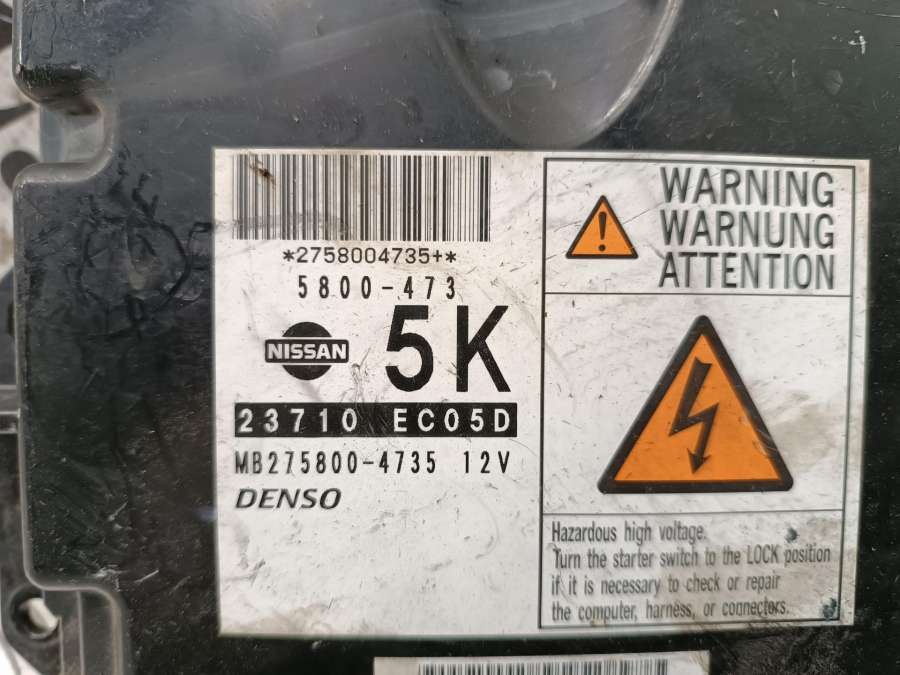 *2758004735+*
5800-473
NISSAN
5K
23710 EC05D
MB275800-4735 12V
DENSO
WARNING
WARNUNG
ATTENTION
Hazardous high voltage.
Turn the starter switch to the LOCK position
if it is necessary to check or repair
the computer, harness, or connectors.